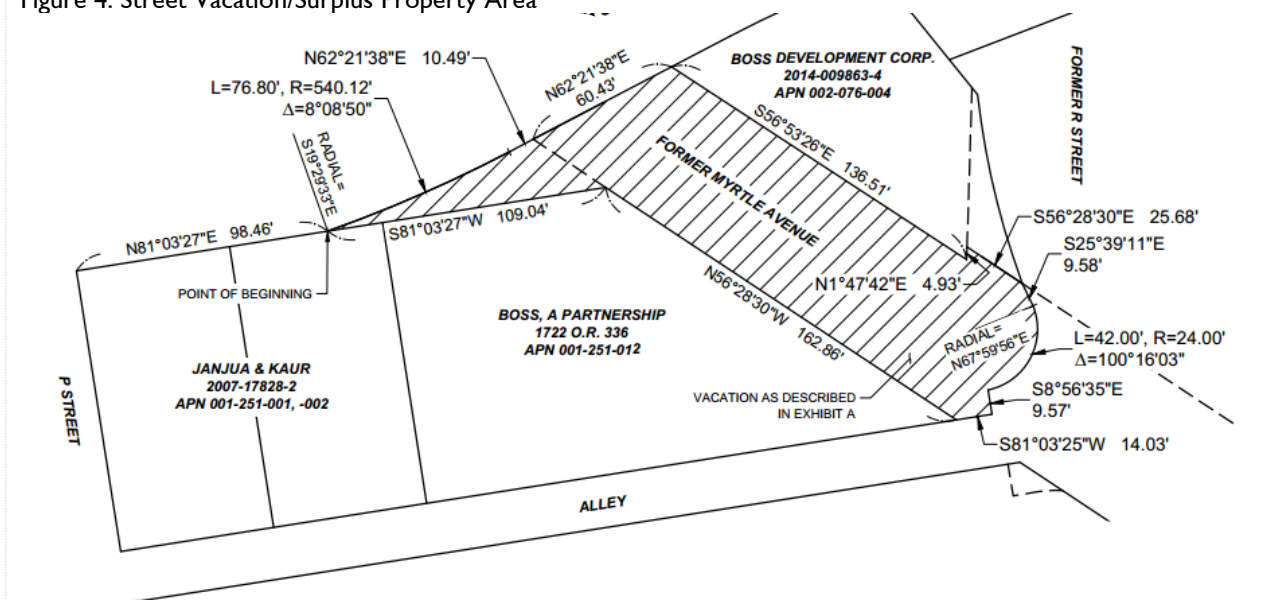 Figure 4. Street Vacation/Surplus Property Area
N62°21'38"E 10.49'
L=76.80', R=540.12'
Δ=8°08'50"
RADIAL=
S19°29'33"E
N62°21'38"E
60.43'
BOSS DEVELOPMENT CORP.
2014-009863-4
APN 002-076-004
FORMER R STREET
S56°53'26"E 136.51'
FORMER MYRTLE AVENUE
N81°03'27"E 98.46'
S81°03'27"W 109.04'
S56°28'30"E 25.68'
S25°39'11"E
9.58'
N1°47'42"E 4.93'
N56°28'30"W 162.86'
POINT OF BEGINNING
BOSS, A PARTNERSHIP
1722 O.R. 336
APN 001-251-012
RADIAL=
N67°59'56"E
L=42.00', R=24.00'
Δ=100°16'03"
JANJUA & KAUR
2007-17828-2
APN 001-251-001, -002
P STREET
VACATION AS DESCRIBED
IN EXHIBIT A
S8°56'35"E
9.57'
S81°03'25"W 14.03'
ALLEY